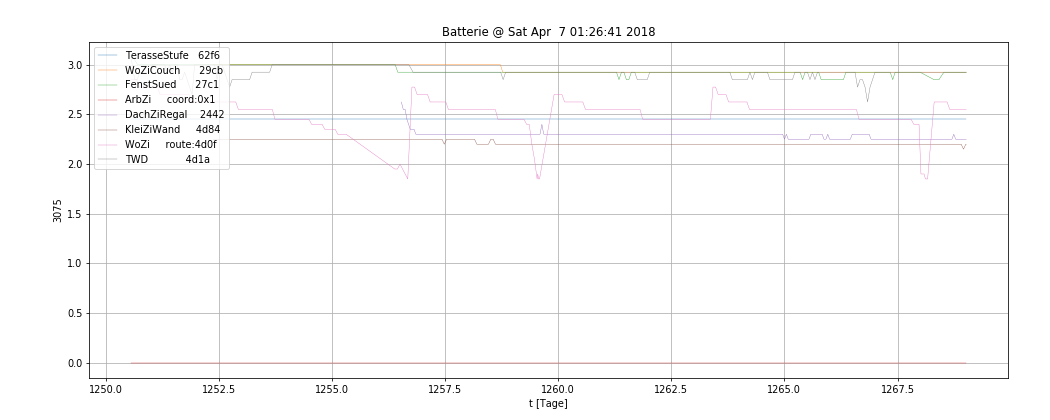 Batterie @ Sat Apr  7 01:26:41 2018
TerasseStufe   62f6
WoZiCouch      29cb
FenstSued      27c1
ArbZi     coord:0x1
DachZiRegal    2442
KleiZiWand     4d84
WoZi     route:4d0f
TWD            4d1a
3.0
2.5
2.0
1.5
1.0
0.5
0.0
3075
1250.0 1252.5 1255.0 1257.5 1260.0 1262.5 1265.0 1267.5
t [Tage]